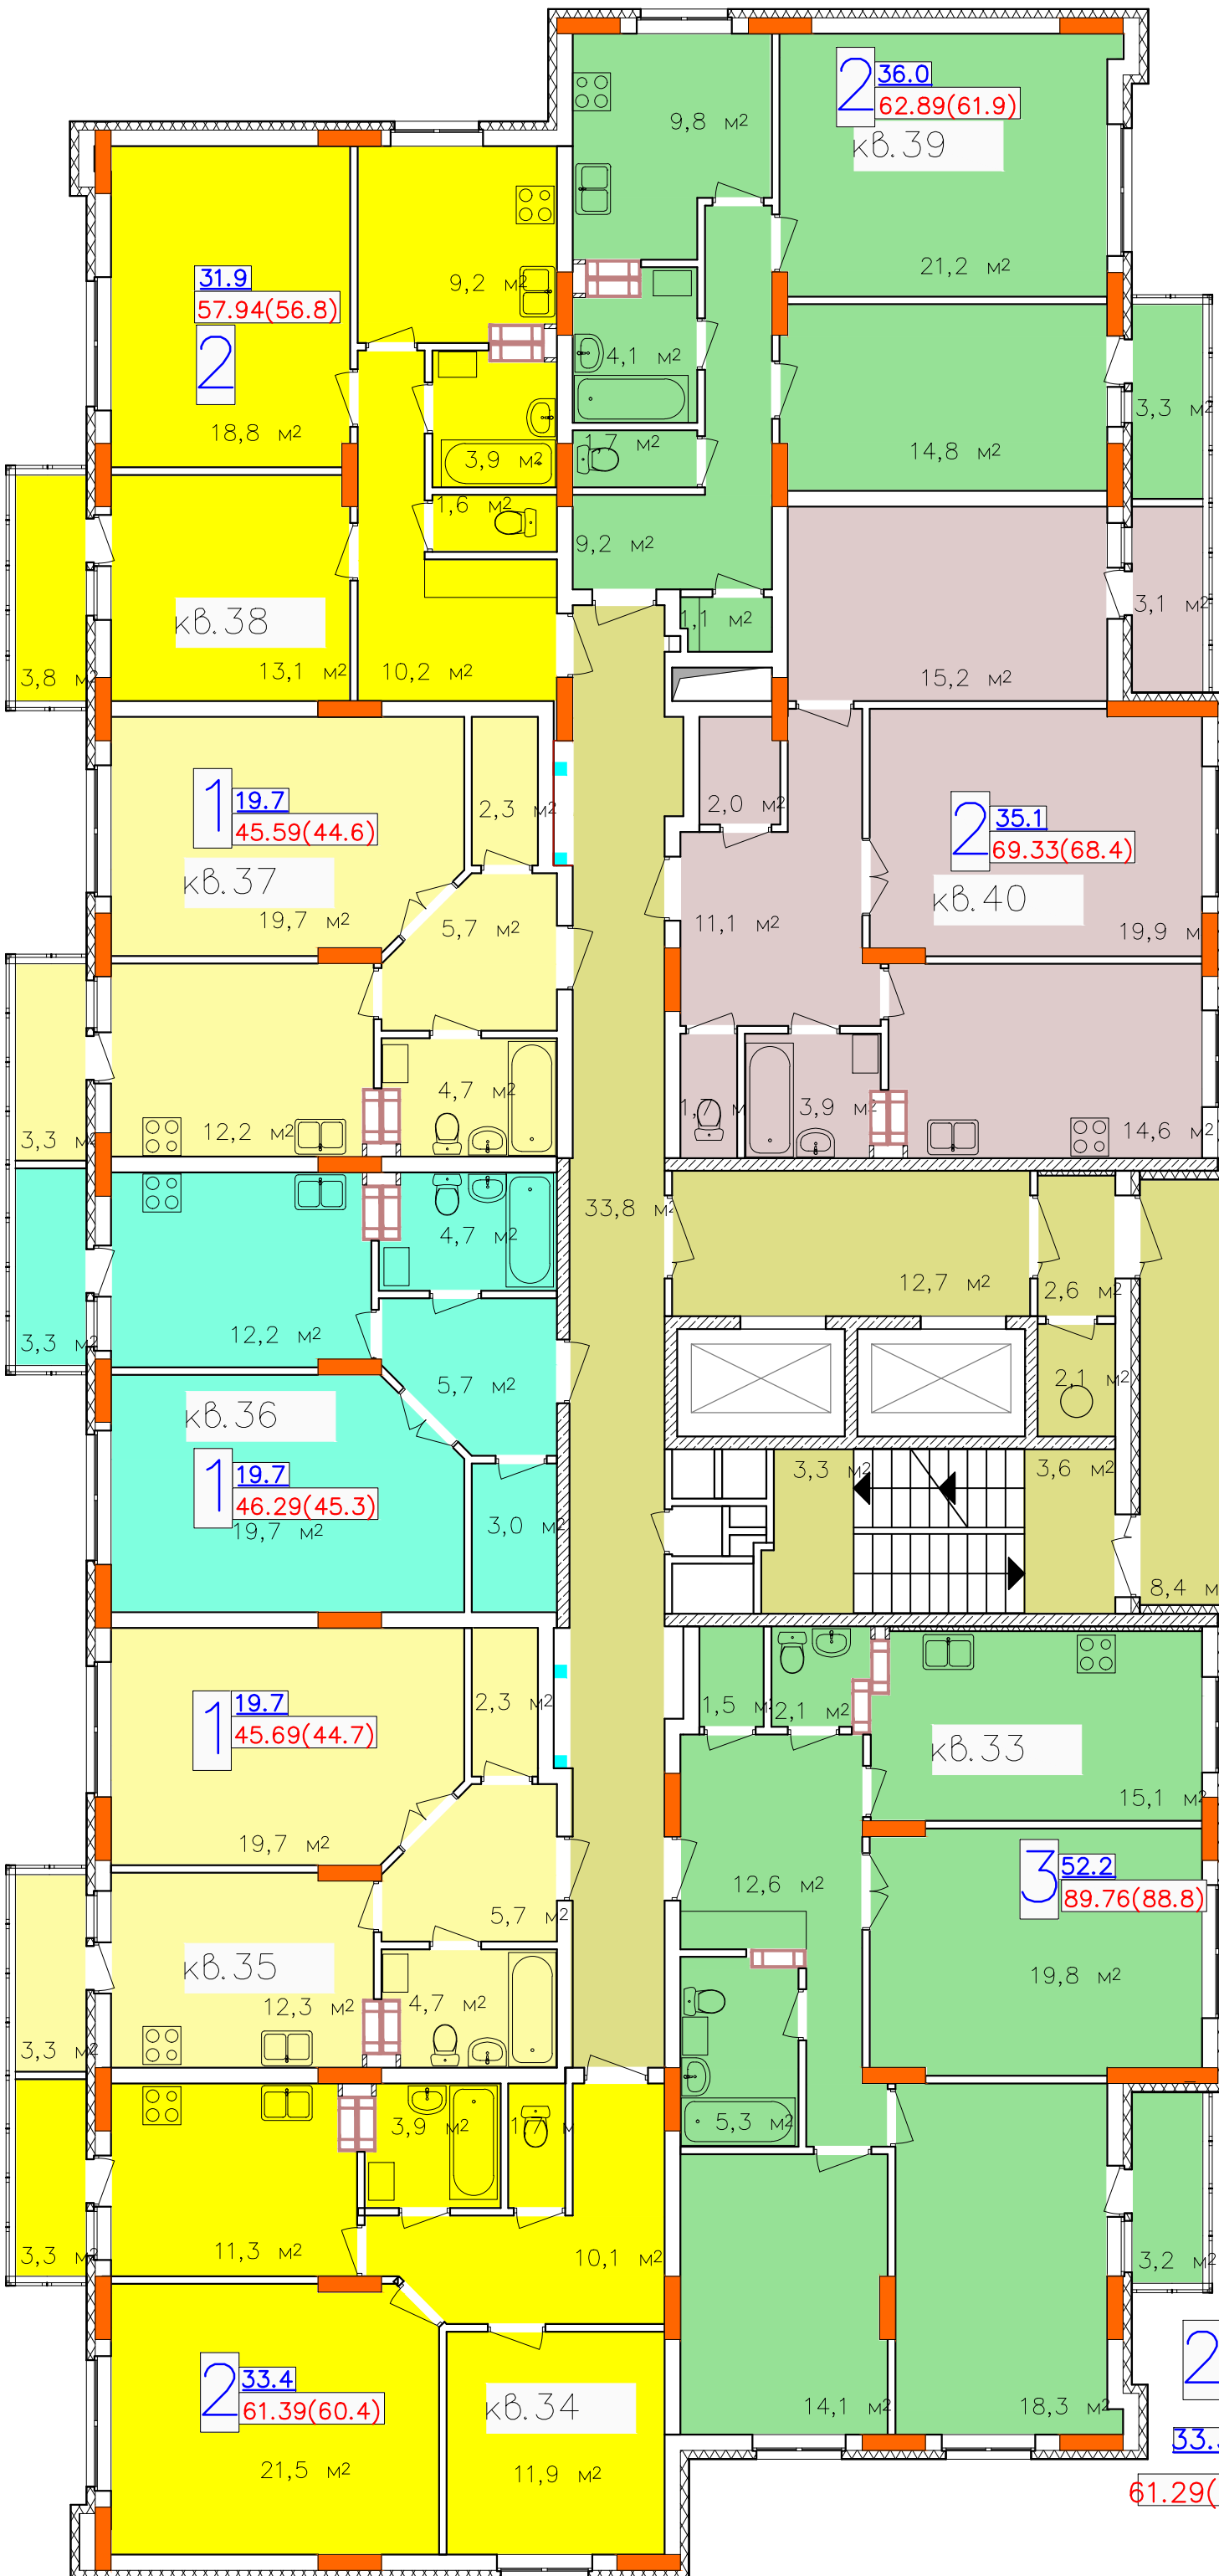 2 36.0
62.89(61.9)
9,8 м²
кв.39
21,2 м²
31.9
57.94(56.8)
2
9,2 м²
4,1 м²
18,8 м²
3,9 м²
1,7 м²
14,8 м²
3,3 м²
1,6 м²
9,2 м²
кв.38
1,1 м²
3,1 м²
3,8 м²
13,1 м²
10,2 м²
15,2 м²
1 19.7
45.59(44.6)
2,3 м²
2,0 м²
2 35.1
69.33(68.4)
кв.37
19,7 м²
5,7 м²
11,1 м²
кв.40
19,9 м
4,7 м²
3,3 м²
12,2 м²
1,7 м
3,9 м²
14,6 м²
33,8 м²
4,7 м²
12,7 м²
2,6 м²
3,3 м²
12,2 м²
5,7 м²
2,1 м²
кв.36
1 19.7
46.29(45.3)
19,7 м²
3,0 м²
3,3 м²
3,6 м²
8,4 м
1 19.7
45.69(44.7)
2,3 м²
1,5 м²
2,1 м²
кв.33
15,1 м²
19,7 м²
5,7 м²
12,6 м²
3 52.2
89.76(88.8)
кв.35
12,3 м²
4,7 м²
19,8 м²
3,3 м²
3,9 м²
1,7 м
5,3 м²
3,3 м²
11,3 м²
10,1 м²
3,2 м²
2 33.4
61.39(60.4)
кв.34
21,5 м²
11,9 м²
14,1 м²
18,3 м²
2
33.
61.29(